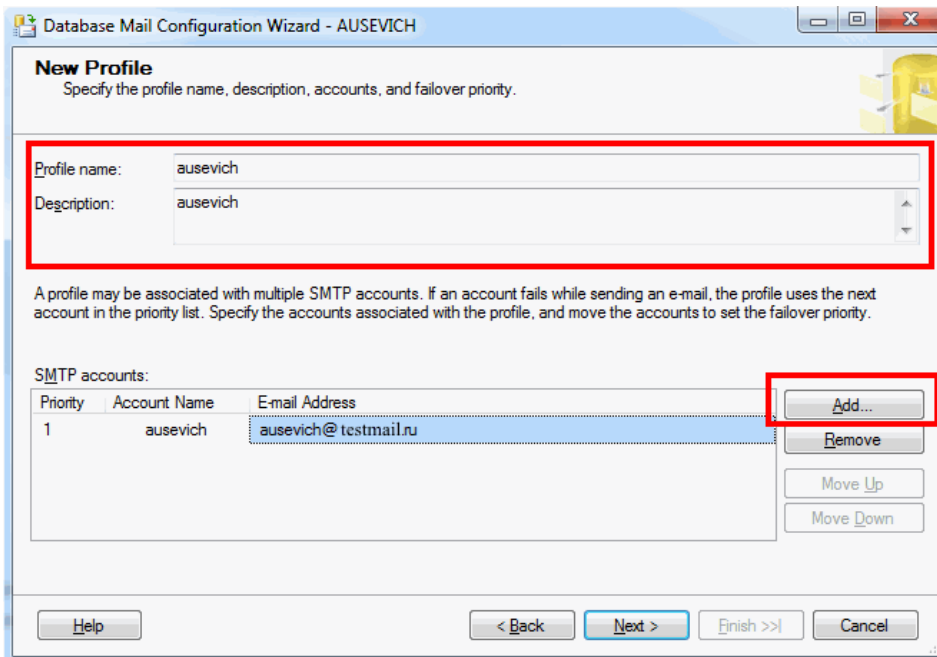 Database Mail Configuration Wizard - AUSEVICH
New Profile
Specify the profile name, description, accounts, and failover priority.
Profile name: ausevich
Description: ausevich
A profile may be associated with multiple SMTP accounts. If an account fails while sending an e-mail, the profile uses the next
account in the priority list. Specify the accounts associated with the profile, and move the accounts to set the failover priority.
SMTP accounts:
Priority Account Name E-mail Address
1 ausevich ausevich@testmail.ru
Add...
Remove
Move Up
Move Down
Help < Back Next > Finish >>| Cancel